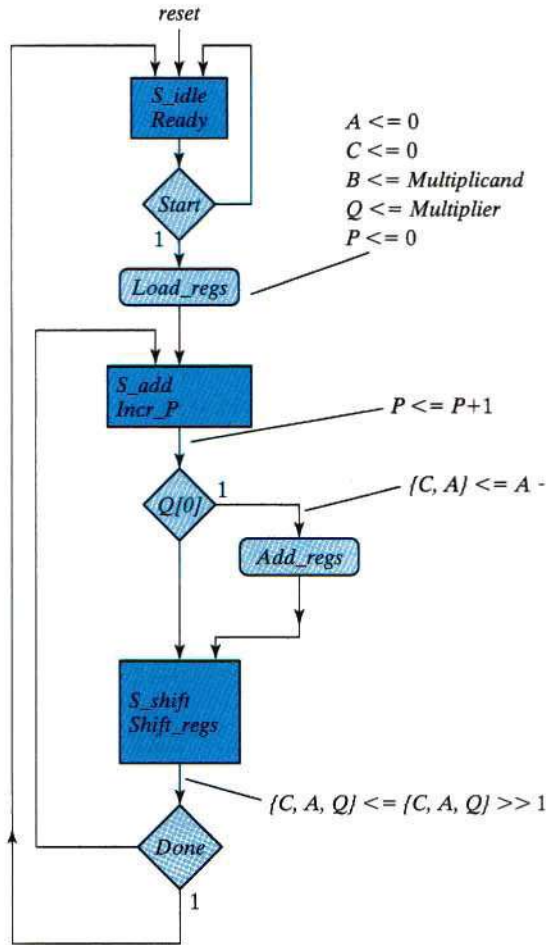 reset
S_idle
Ready
A <= 0
C <= 0
B <= Multiplicand
Q <= Multiplier
P <= 0
Start
1
Load_regs
S_add
Incr_P
P <= P+1
Q[0]
1
{C, A} <= A -
Add_regs
S_shift
Shift_regs
{C, A, Q} <= {C, A, Q} >> 1
Done
1